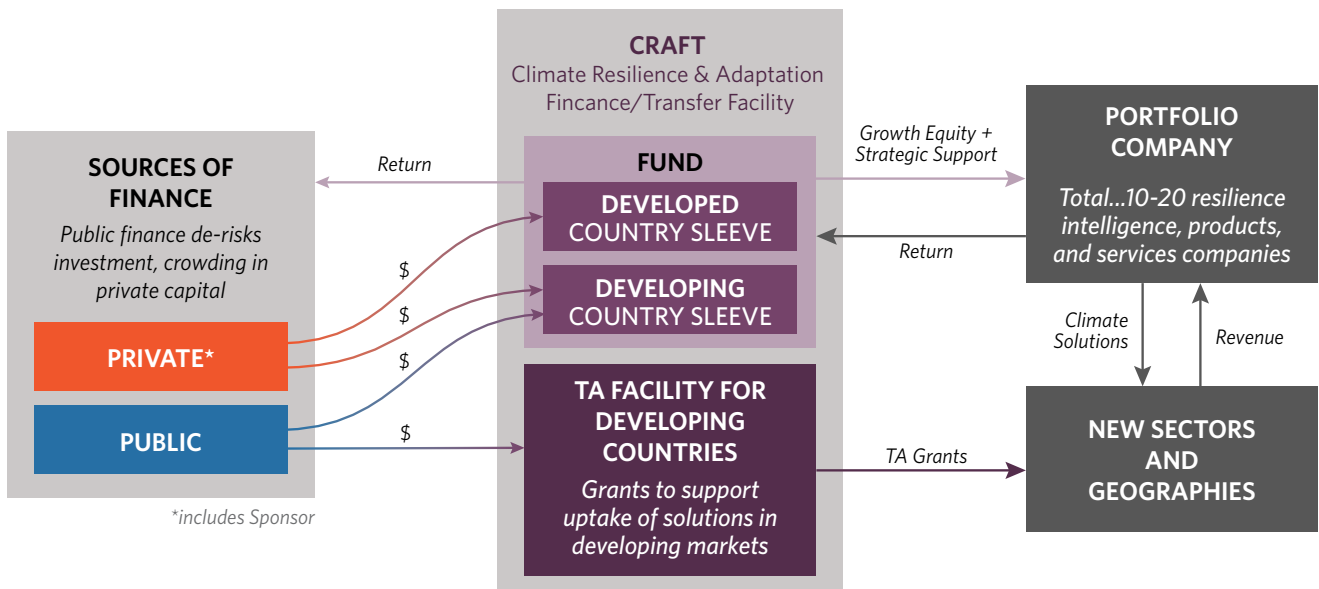 SOURCES OF
FINANCE
Public finance de-risks
investment, crowding in
private capital
PRIVATE*
PUBLIC
*includes Sponsor
Return
$
$
$
$
CRAFT
Climate Resilience & Adaptation
Fincance/Transfer Facility
FUND
DEVELOPED
COUNTRY SLEEVE
DEVELOPING
COUNTRY SLEEVE
TA FACILITY FOR
DEVELOPING
COUNTRIES
Grants to support
uptake of solutions in
developing markets
Growth Equity +
Strategic Support
Return
TA Grants
PORTFOLIO
COMPANY
Total...10-20 resilience
intelligence, products,
and services companies
Climate
Solutions
Revenue
NEW SECTORS
AND
GEOGRAPHIES